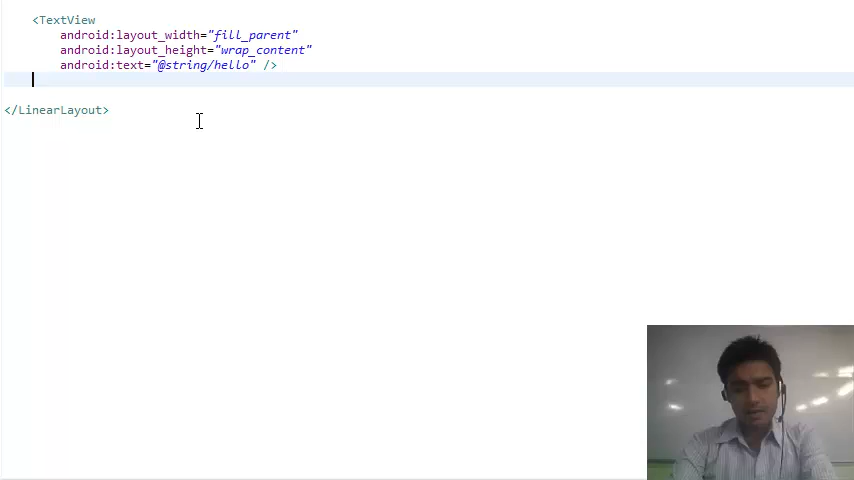 <TextView
android:layout_width="fill_parent"
android:layout_height="wrap_content"
android:text="@string/hello" />
</LinearLayout>